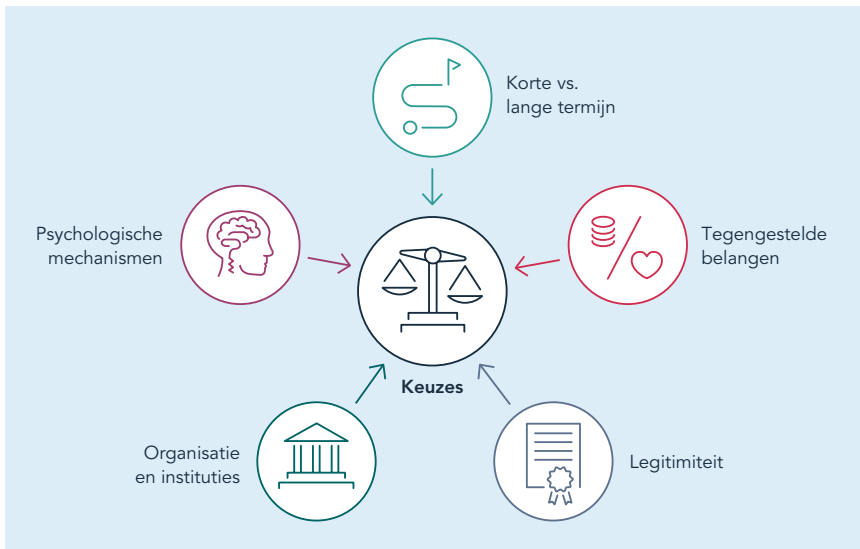 Korte vs.
lange termijn
Psychologische
mechanismen
Tegengestelde
belangen
Keuzes
Organisatie
en instituties
Legitimiteit